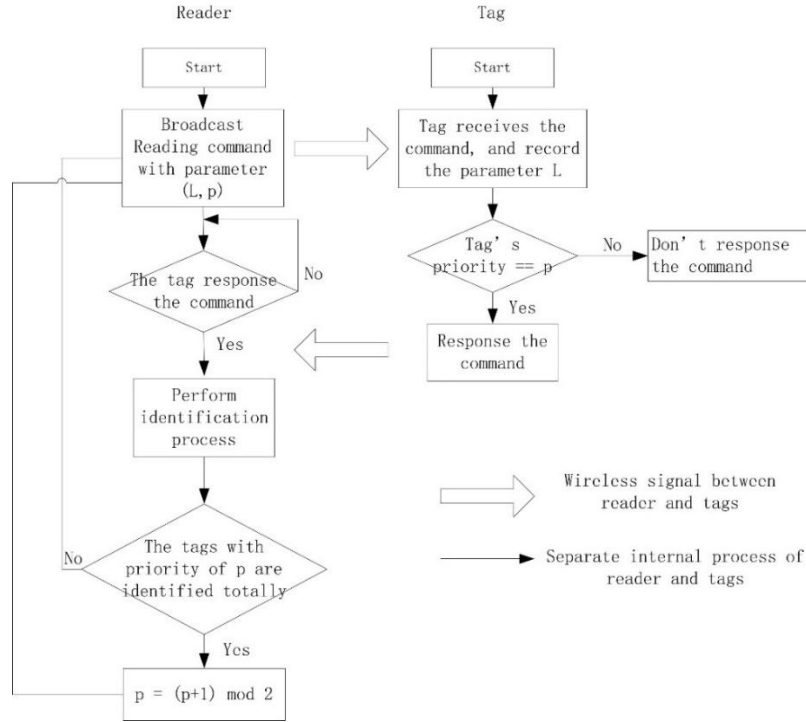 Reader
Start
Broadcast
Reading command
with parameter
(L,p)
The tag response
the command
No
Yes
Perform
identification
process
The tags with
priority of p are
identified totally
No
Yes
p = (p+1) mod 2
Tag
Start
Tag receives the
command, and record
the parameter L
Tag's
priority == p
No
Don't response
the command
Yes
Response the
command
Wireless signal between
reader and tags
Separate internal process of
reader and tags